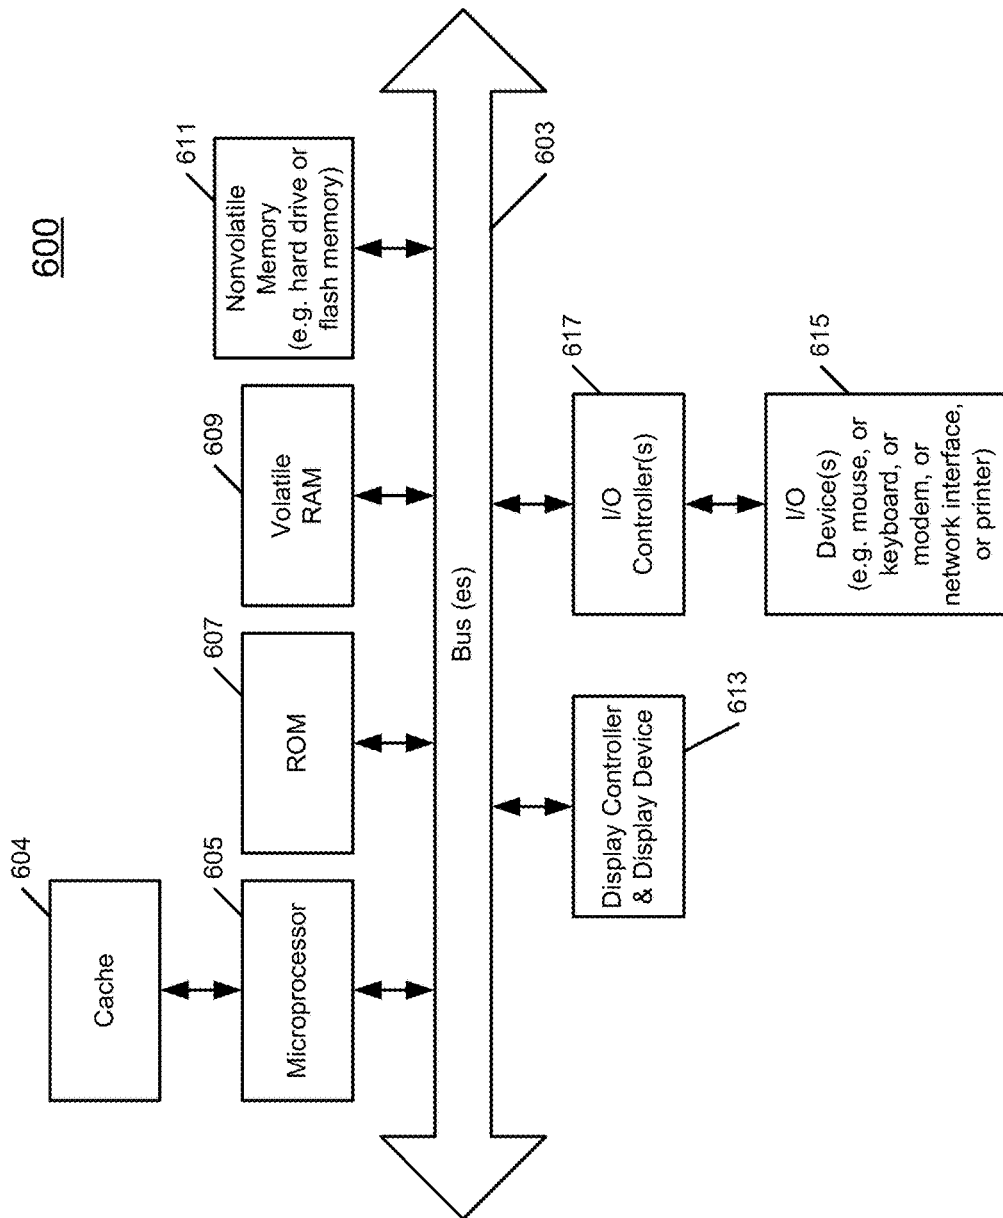 600
604
Cache
605
Microprocessor
607
ROM
609
Volatile
RAM
611
Nonvolatile
Memory
(e.g. hard drive or
flash memory)
Bus (es)
603
613
Display Controller
& Display Device
617
I/O
Controller(s)
615
I/O
Device(s)
(e.g. mouse, or
keyboard, or
modem, or
network interface,
or printer)